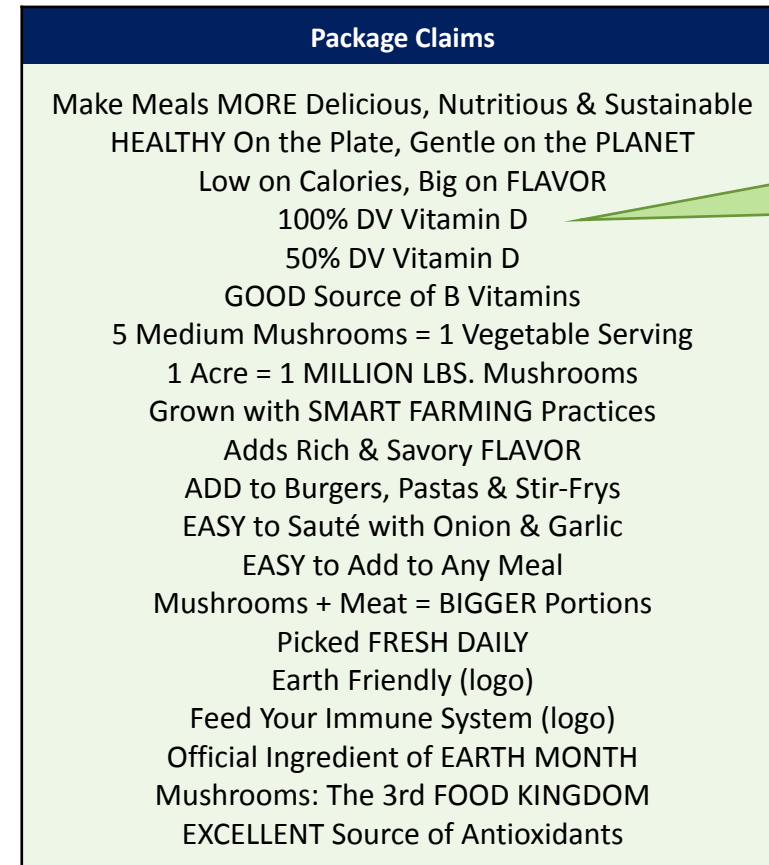 Package Claims
Make Meals MORE Delicious, Nutritious & Sustainable
HEALTHY On the Plate, Gentle on the PLANET
Low on Calories, Big on FLAVOR
100% DV Vitamin D
50% DV Vitamin D
GOOD Source of B Vitamins
5 Medium Mushrooms = 1 Vegetable Serving
1 Acre = 1 MILLION LBS. Mushrooms
Grown with SMART FARMING Practices
Adds Rich & Savory FLAVOR
ADD to Burgers, Pastas & Stir-Frys
EASY to Sauté with Onion & Garlic
EASY to Add to Any Meal
Mushrooms + Meat = BIGGER Portions
Picked FRESH DAILY
Earth Friendly (logo)
Feed Your Immune System (logo)
Official Ingredient of EARTH MONTH
Mushrooms: The 3rd FOOD KINGDOM
EXCELLENT Source of Antioxidants